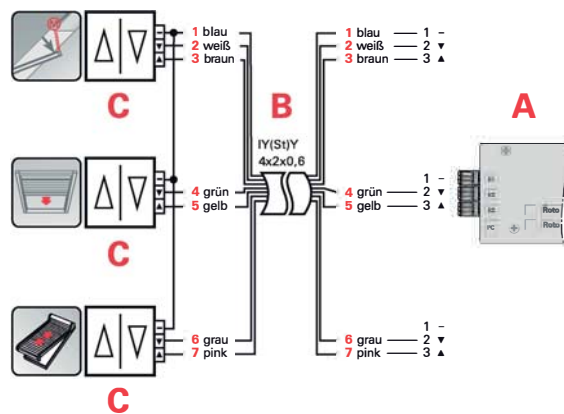 1 blau
2 weiß
3 braun
1 blau 1 –
2 weiß 2 ▼
3 braun 3 ▲
C
B
A
IY(St)Y
4x2x0,6
4 grün
5 gelb
1 –
4 grün 2 ▼
5 gelb 3 ▲
Roto
Roto
C
6 grau
7 pink
1 –
6 grau 2 ▼
7 pink 3 ▲
C